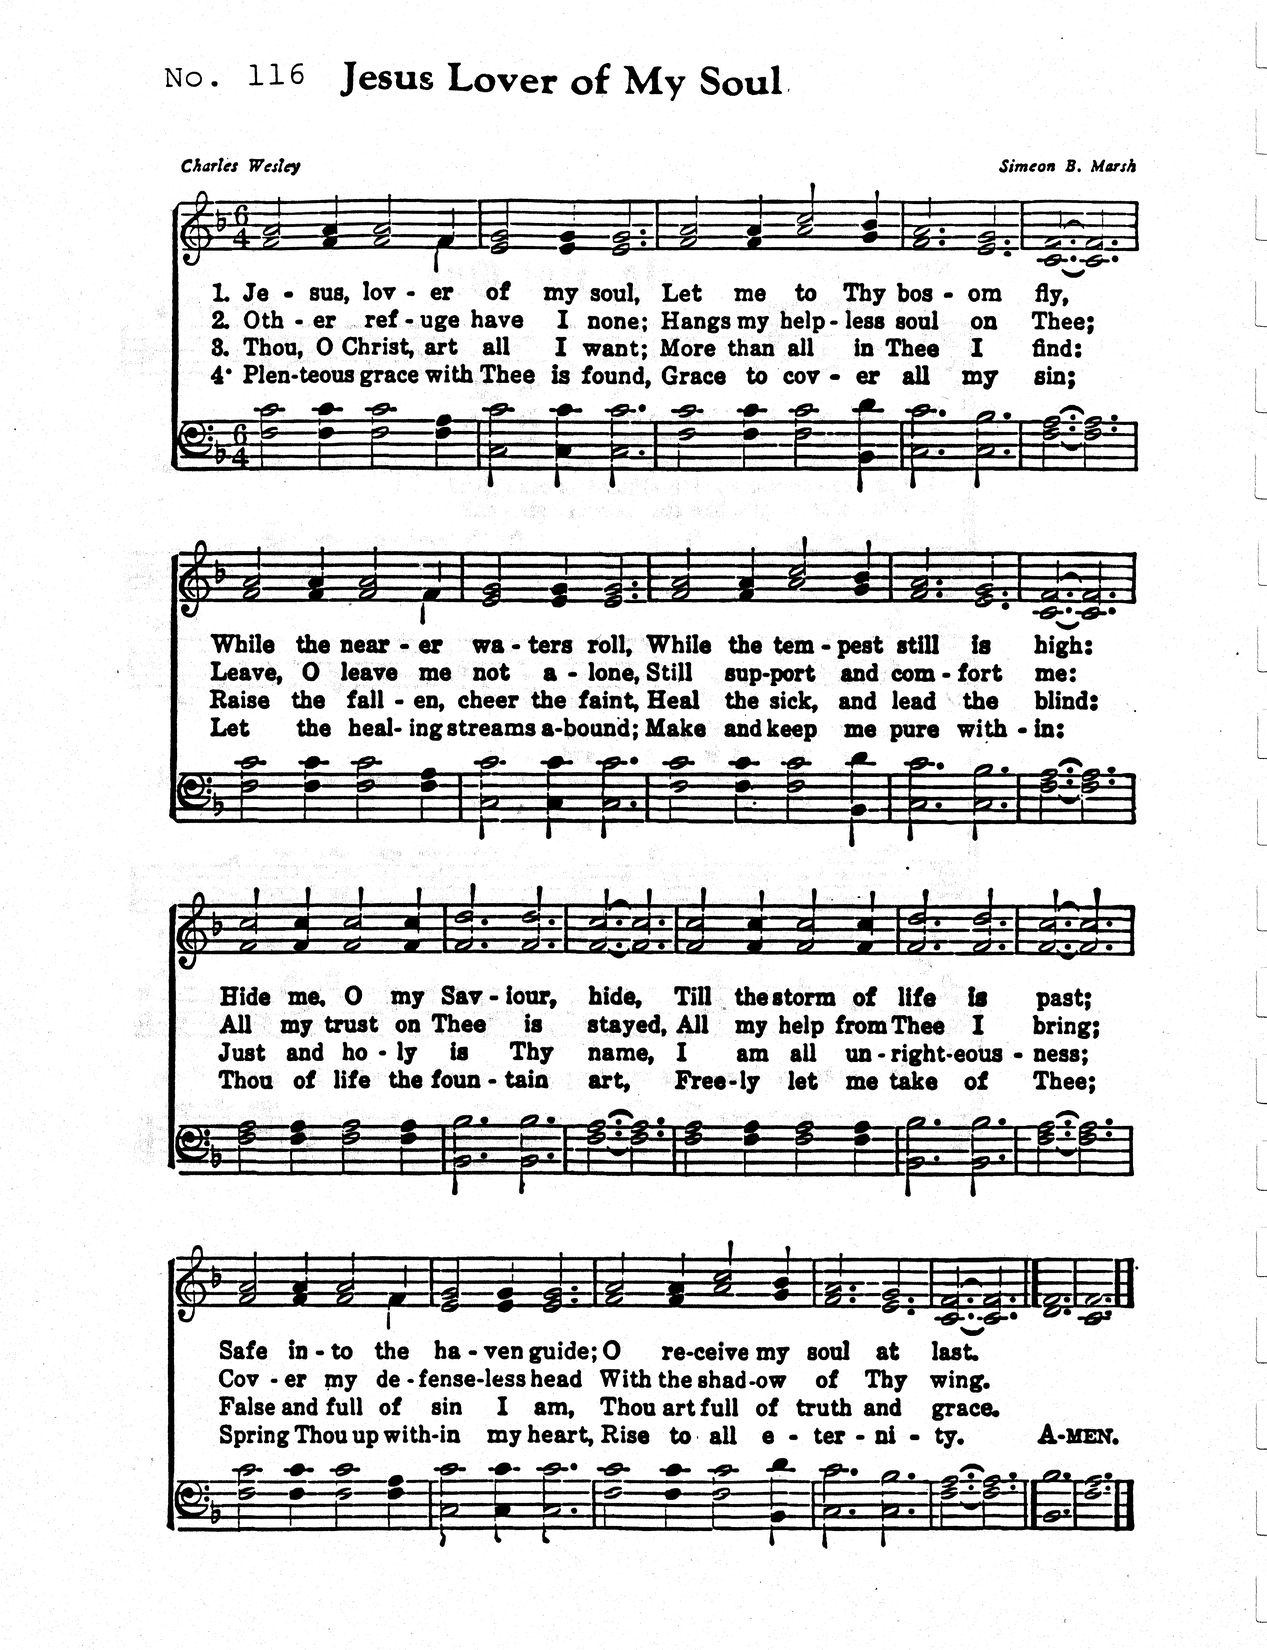 No. 116 Jesus Lover of My Soul
Charles Wesley Simeon B. Marsh
1. Je - sus, lov - er of my soul, Let me to Thy bos - om fly,
2. Oth - er ref - uge have I none; Hangs my help - less soul on Thee;
3. Thou, O Christ, art all I want; More than all in Thee I find:
4. Plen-teous grace with Thee is found, Grace to cov - er all my sin;
While the near - er wa - ters roll, While the tem - pest still is high:
Leave, O leave me not a - lone, Still sup-port and com - fort me:
Raise the fall - en, cheer the faint, Heal the sick, and lead the blind:
Let the heal- ing streams a-bound; Make and keep me pure with - in:
Hide me, O my Sav - iour, hide, Till the storm of life is past;
All my trust on Thee is stayed, All my help from Thee I bring;
Just and ho - ly is Thy name, I am all un - right-eous - ness;
Thou of life the foun - tain art, Free-ly let me take of Thee;
Safe in - to the ha - ven guide; O re-ceive my soul at last.
Cov - er my de - fense-less head With the shad-ow of Thy wing.
False and full of sin I am, Thou art full of truth and grace.
Spring Thou up with-in my heart, Rise to all e - ter - ni - ty. A-MEN.